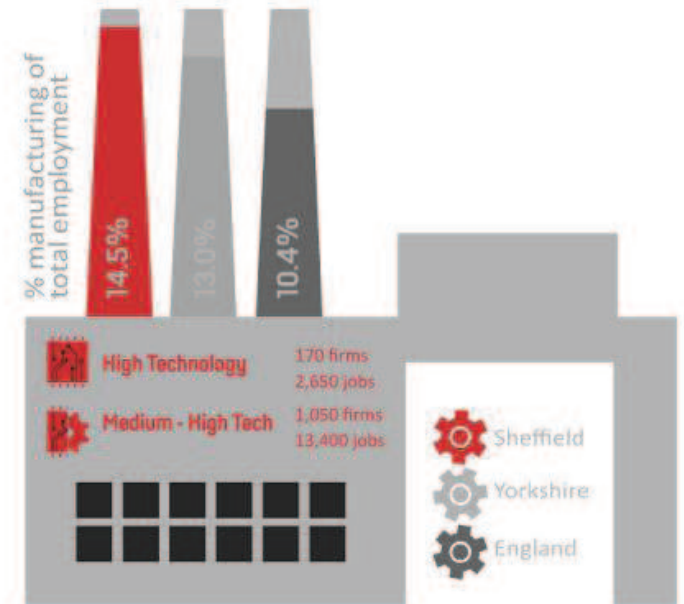 % manufacturing of
total employment
14.5%
13.0%
10.4%
High Technology
170 firms
2,650 jobs
Medium - High Tech
1,050 firms
13,400 jobs
Sheffield
Yorkshire
England